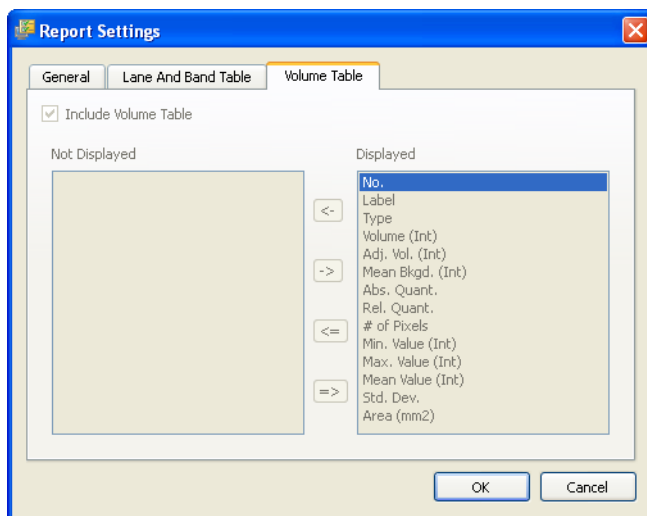 Report Settings
General
Lane And Band Table
Volume Table
Include Volume Table
Not Displayed
Displayed
<-
->
<=
=>
No.
Label
Type
Volume (Int)
Adj. Vol. (Int)
Mean Bkgd. (Int)
Abs. Quant.
Rel. Quant.
# of Pixels
Min. Value (Int)
Max. Value (Int)
Mean Value (Int)
Std. Dev.
Area (mm2)
OK
Cancel